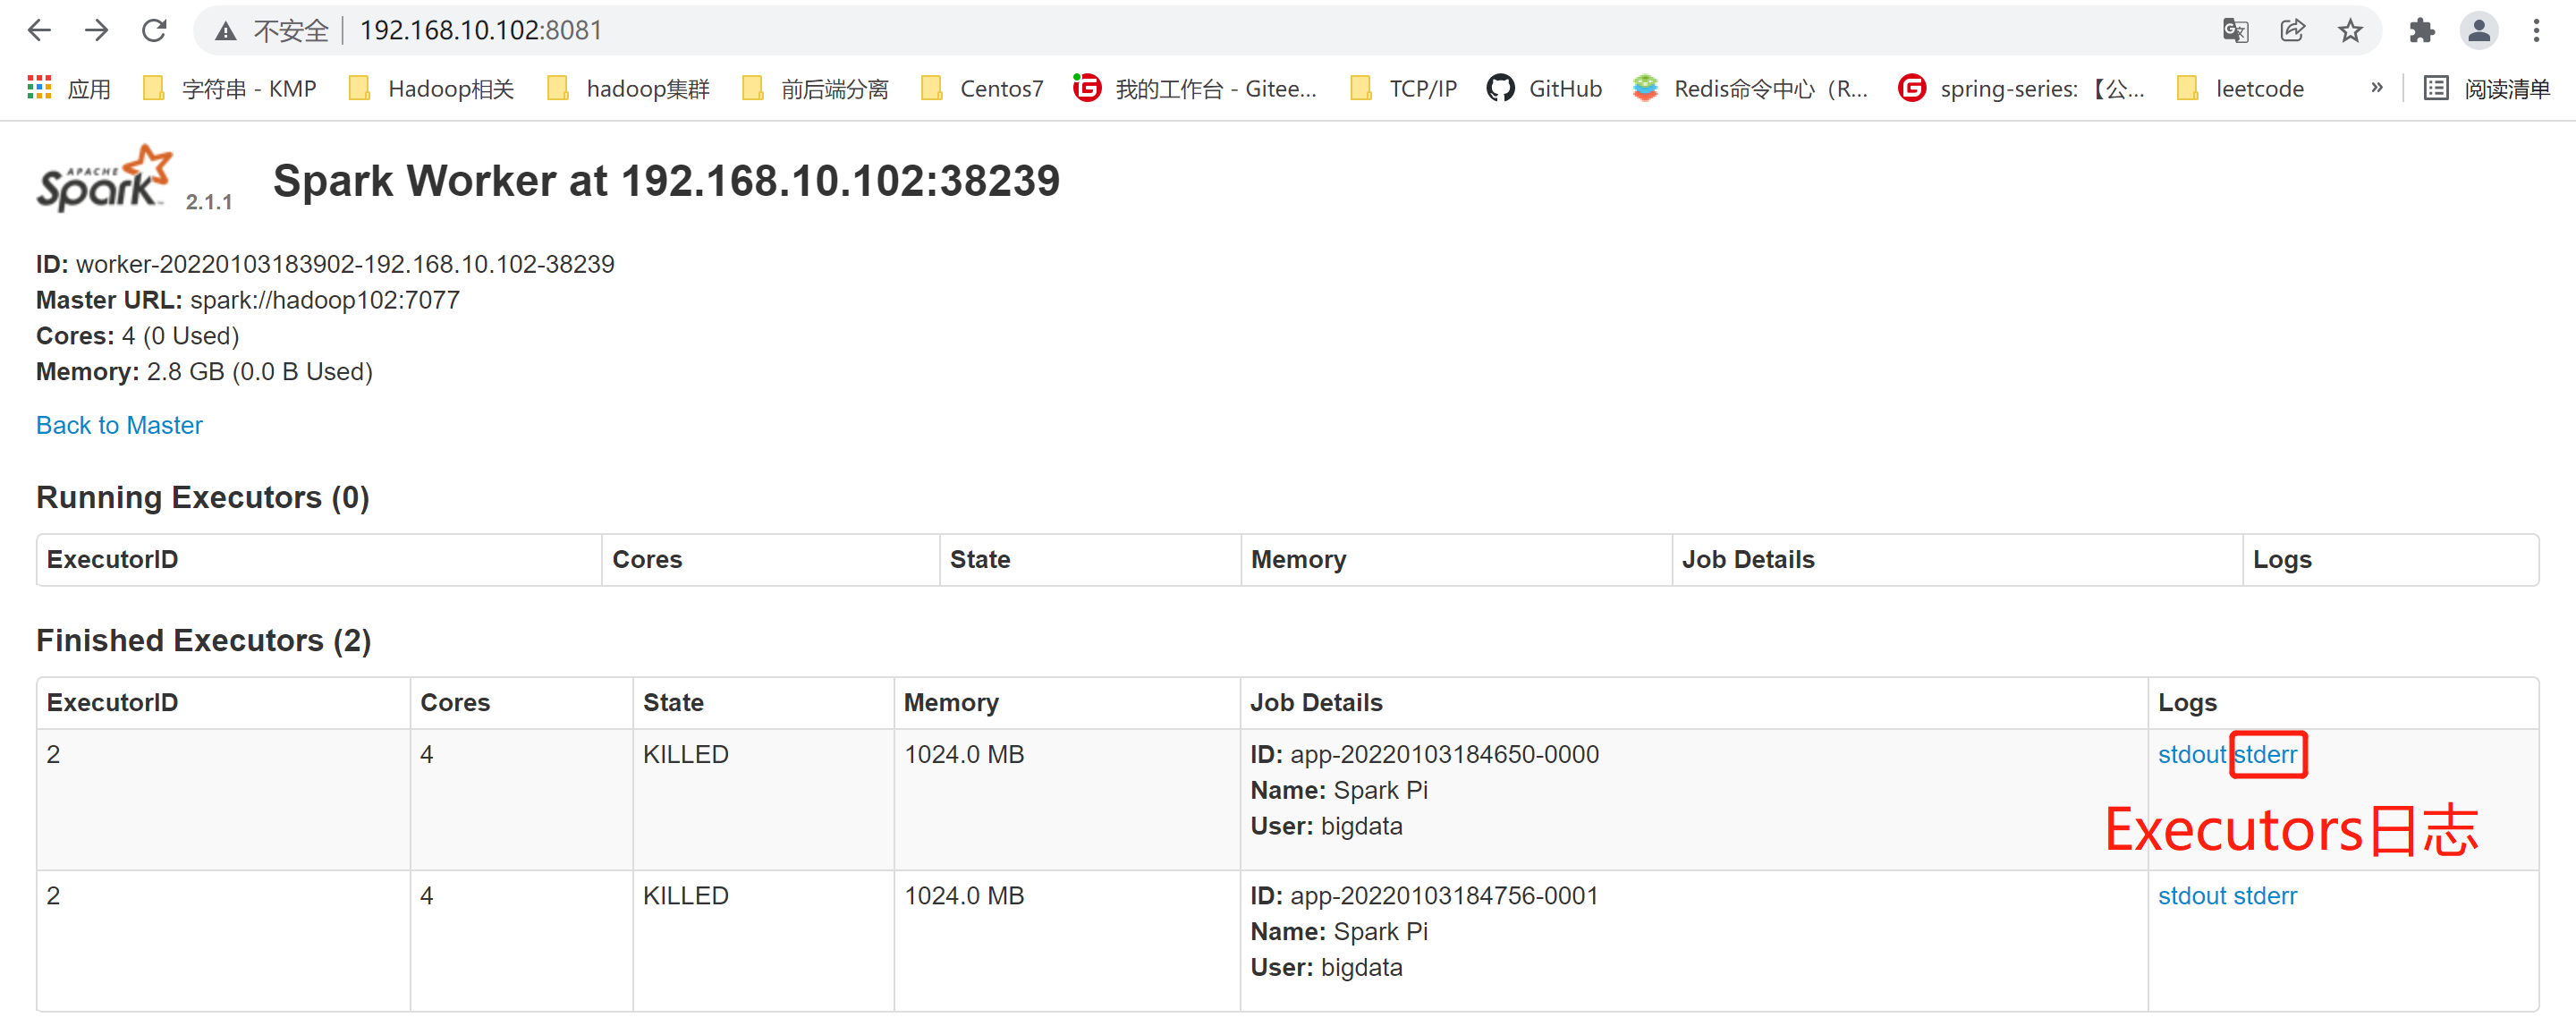 不安全 192.168.10.102:8081
应用 字符串 - KMP Hadoop相关 hadoop集群 前后端分离 Centos7 我的工作台 - Gitee... TCP/IP GitHub Redis命令中心（R... spring-series: 【公... leetcode » 阅读清单
APACHE Spark 2.1.1 Spark Worker at 192.168.10.102:38239
ID: worker-20220103183902-192.168.10.102-38239
Master URL: spark://hadoop102:7077
Cores: 4 (0 Used)
Memory: 2.8 GB (0.0 B Used)
Back to Master
Running Executors (0)
ExecutorID Cores State Memory Job Details Logs
Finished Executors (2)
ExecutorID Cores State Memory Job Details Logs
2 4 KILLED 1024.0 MB ID: app-20220103184650-0000 stdout stderr
Name: Spark Pi
User: bigdata
Executors日志
2 4 KILLED 1024.0 MB ID: app-20220103184756-0001 stdout stderr
Name: Spark Pi
User: bigdata